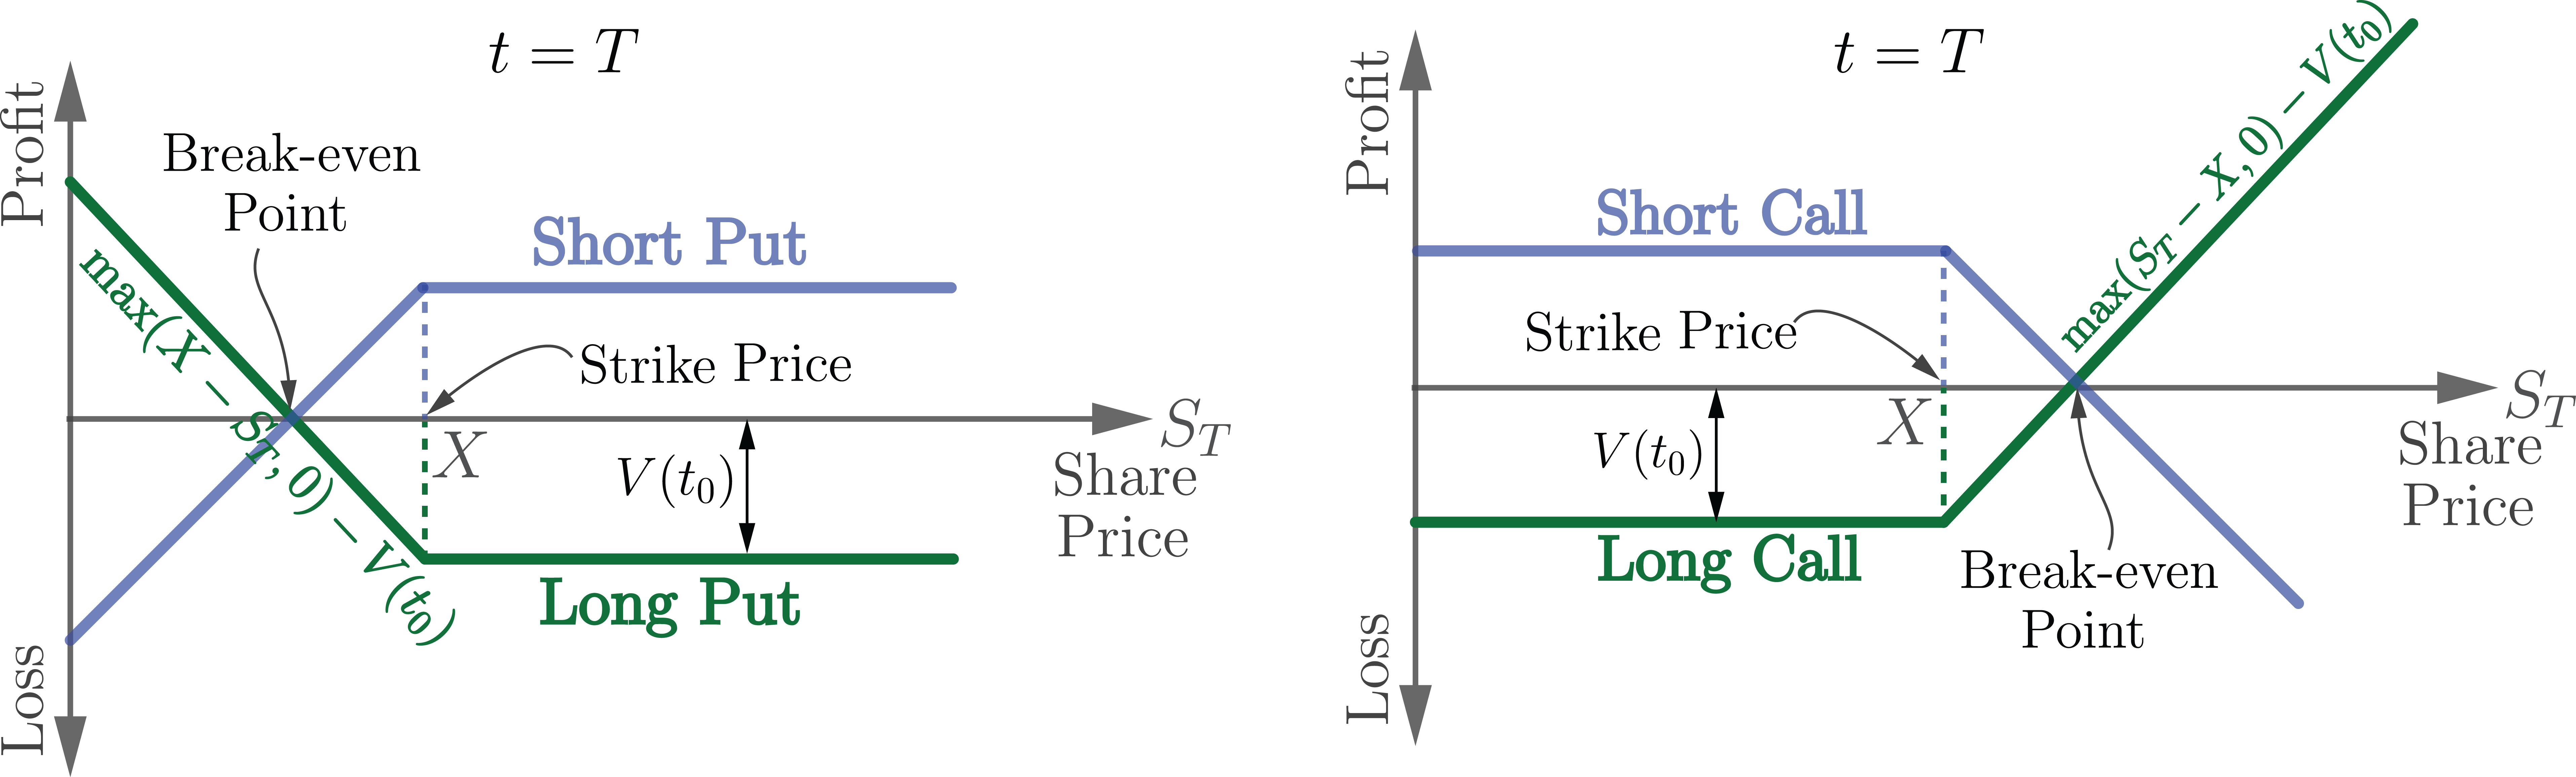 t = T
Profit
Break-even
Point
Short Put
max(X − S_T, 0) − V(t_0)
Strike Price
X
V(t_0)
S_T
Share
Price
Long Put
Loss
t = T
Profit
Short Call
max(S_T − X, 0) − V(t_0)
Strike Price
X
V(t_0)
S_T
Share
Price
Long Call
Break-even
Point
Loss